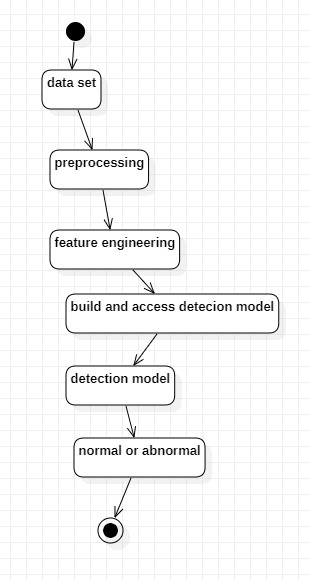 data set
preprocessing
feature engineering
build and access detecion model
detection model
normal or abnormal